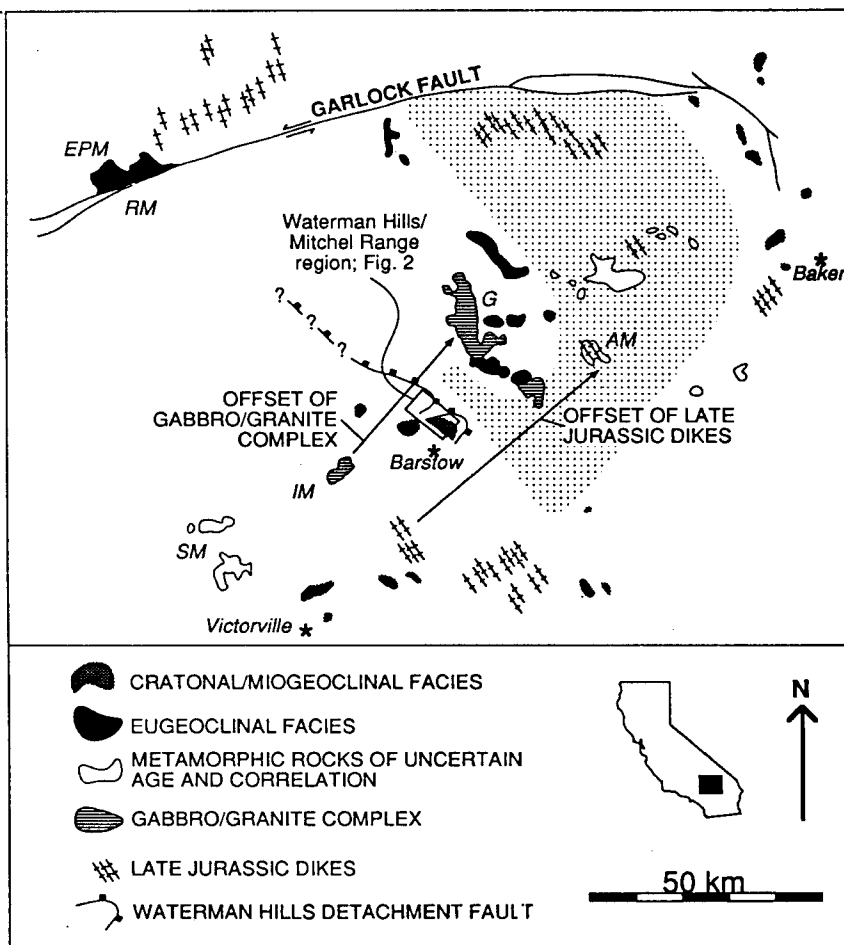 GARLOCK FAULT
EPM
RM
Waterman Hills/
Mitchel Range
region; Fig. 2
Baker
G
AM
?
?
?
OFFSET OF
GABBRO/GRANITE
COMPLEX
OFFSET OF LATE
JURASSIC DIKES
Barstow
IM
SM
Victorville
CRATONAL/MIOGEOCLINAL FACIES
EUGEOCLINAL FACIES
METAMORPHIC ROCKS OF UNCERTAIN
AGE AND CORRELATION
GABBRO/GRANITE COMPLEX
LATE JURASSIC DIKES
WATERMAN HILLS DETACHMENT FAULT
N
50 km